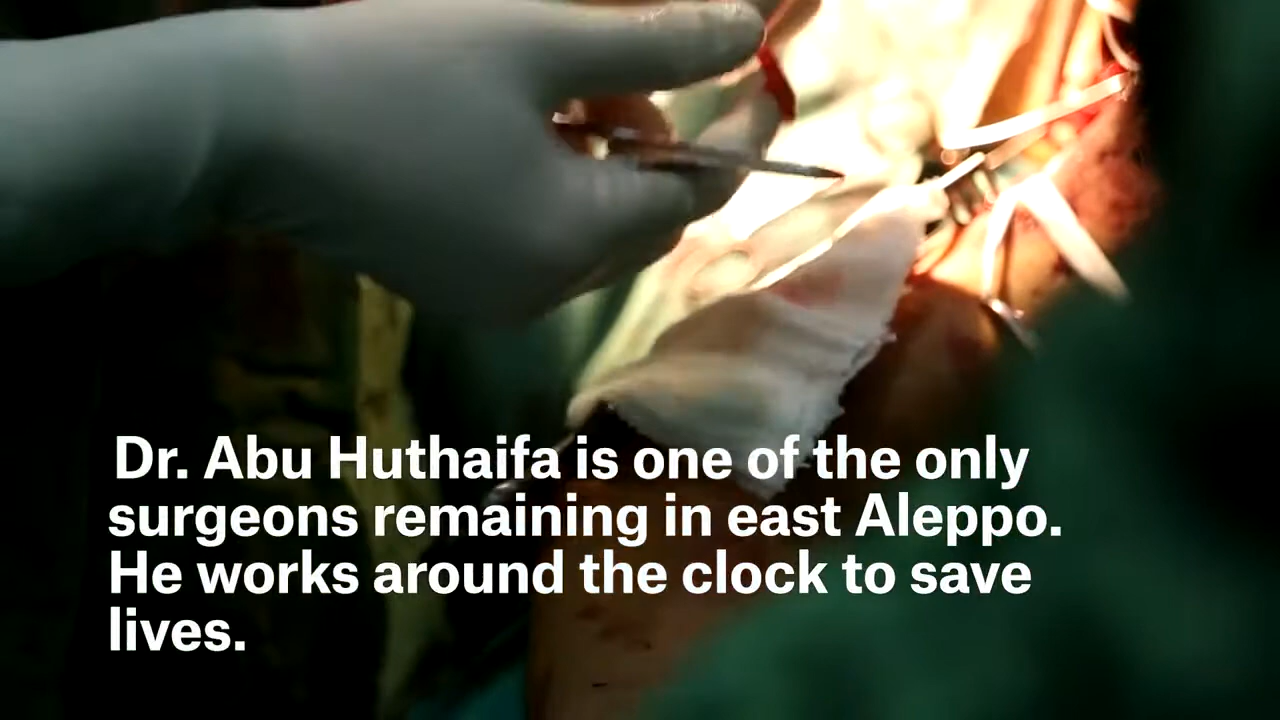 Dr. Abu Huthaifa is one of the only
surgeons remaining in east Aleppo.
He works around the clock to save
lives.